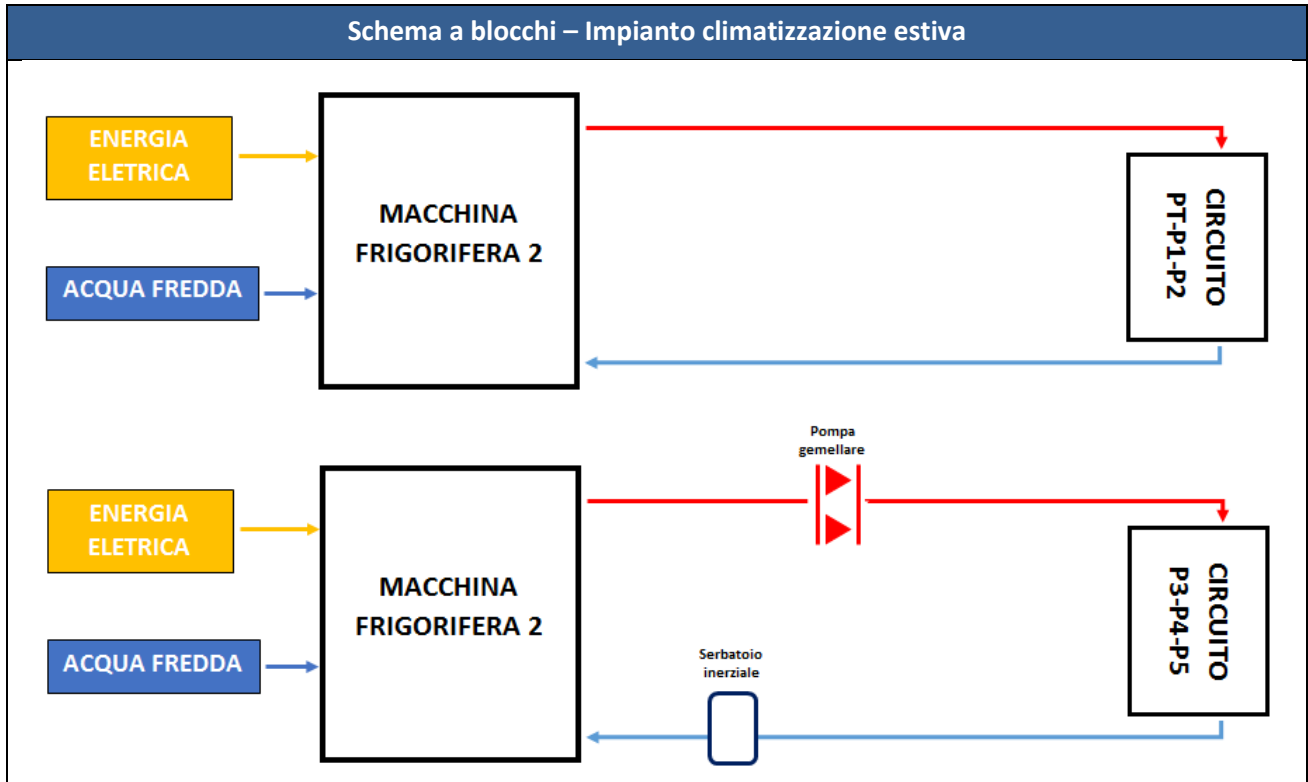 Schema a blocchi – Impianto climatizzazione estiva
ENERGIA
ELETRICA
ACQUA FREDDA
MACCHINA
FRIGORIFERA 2
CIRCUITO
PT-P1-P2
Pompa
gemellare
ENERGIA
ELETRICA
ACQUA FREDDA
MACCHINA
FRIGORIFERA 2
Serbatoio
inerziale
CIRCUITO
P3-P4-P5